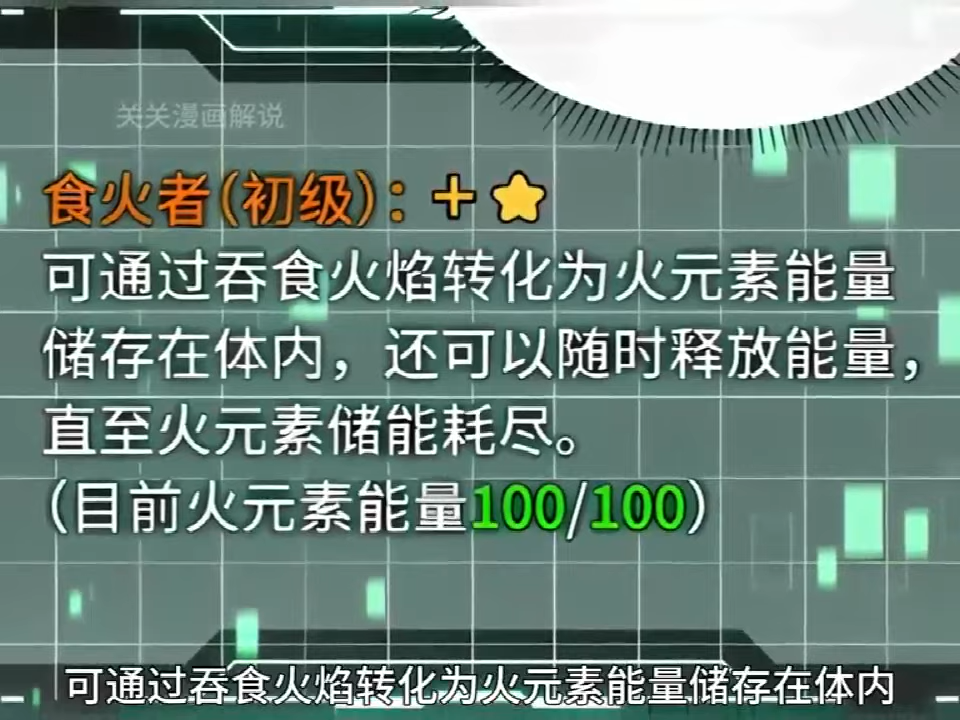 关关漫画解说
食火者(初级)：+⭐
可通过吞食火焰转化为火元素能量
储存在体内，还可以随时释放能量，
直至火元素储能耗尽。
(目前火元素能量100/100)
可通过吞食火焰转化为火元素能量储存在体内